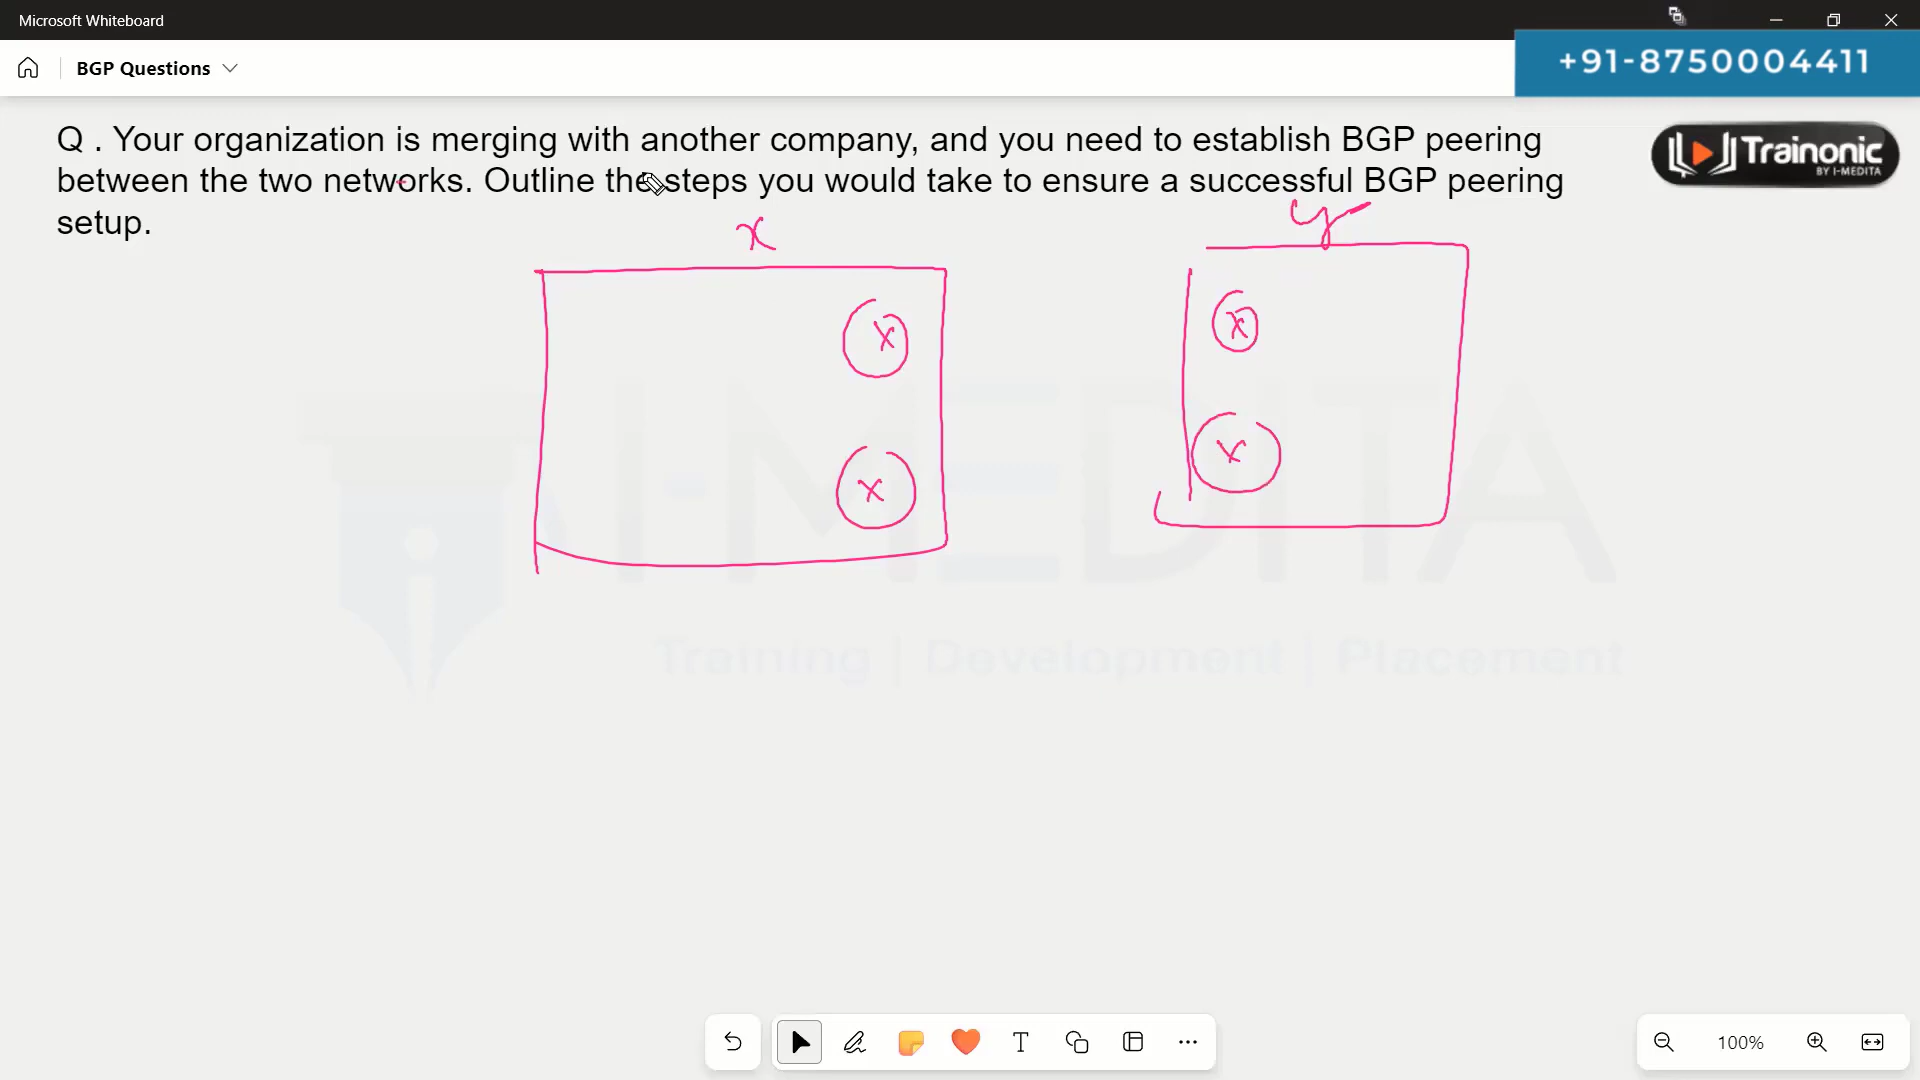 Microsoft Whiteboard
BGP Questions
+91-8750004411
Q . Your organization is merging with another company, and you need to establish BGP peering
between the two networks. Outline the steps you would take to ensure a successful BGP peering
setup.
Trainonic
BY I-MEDITA
x
y
x
x
x
x
I-MEDITA
Training | Development | Placement
T
100%